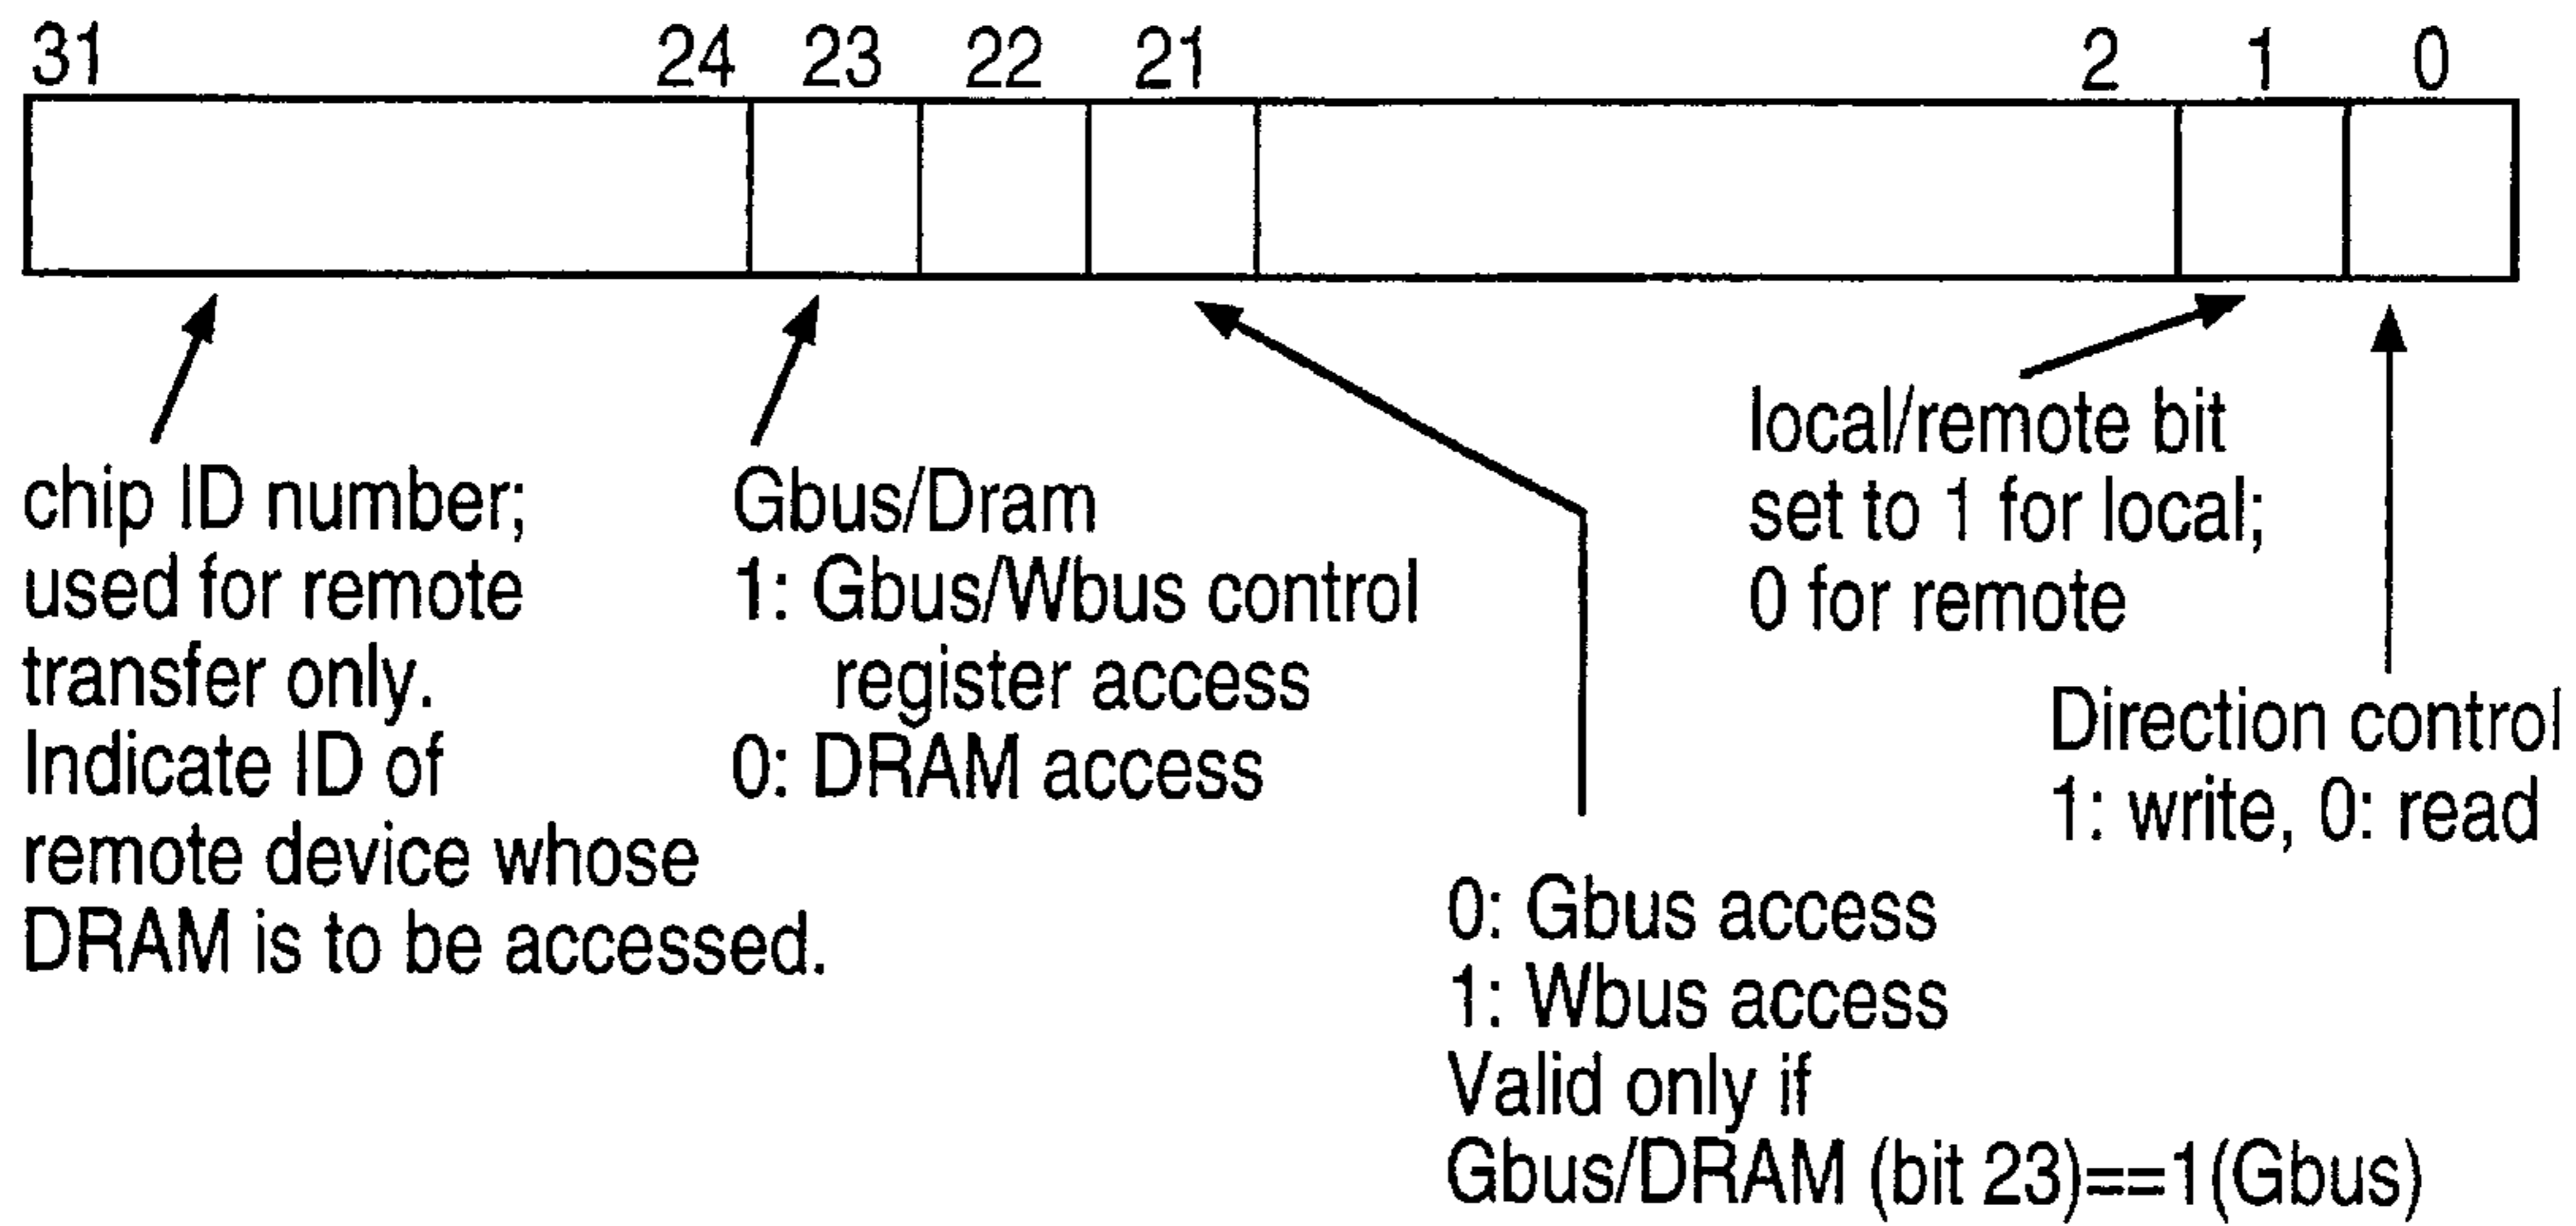 31 24 23 22 21 2 1 0
chip ID number;
used for remote
transfer only.
Indicate ID of
remote device whose
DRAM is to be accessed.
Gbus/Dram
1: Gbus/Wbus control
register access
0: DRAM access
0: Gbus access
1: Wbus access
Valid only if
Gbus/DRAM (bit 23)==1(Gbus)
local/remote bit
set to 1 for local;
0 for remote
Direction control
1: write, 0: read